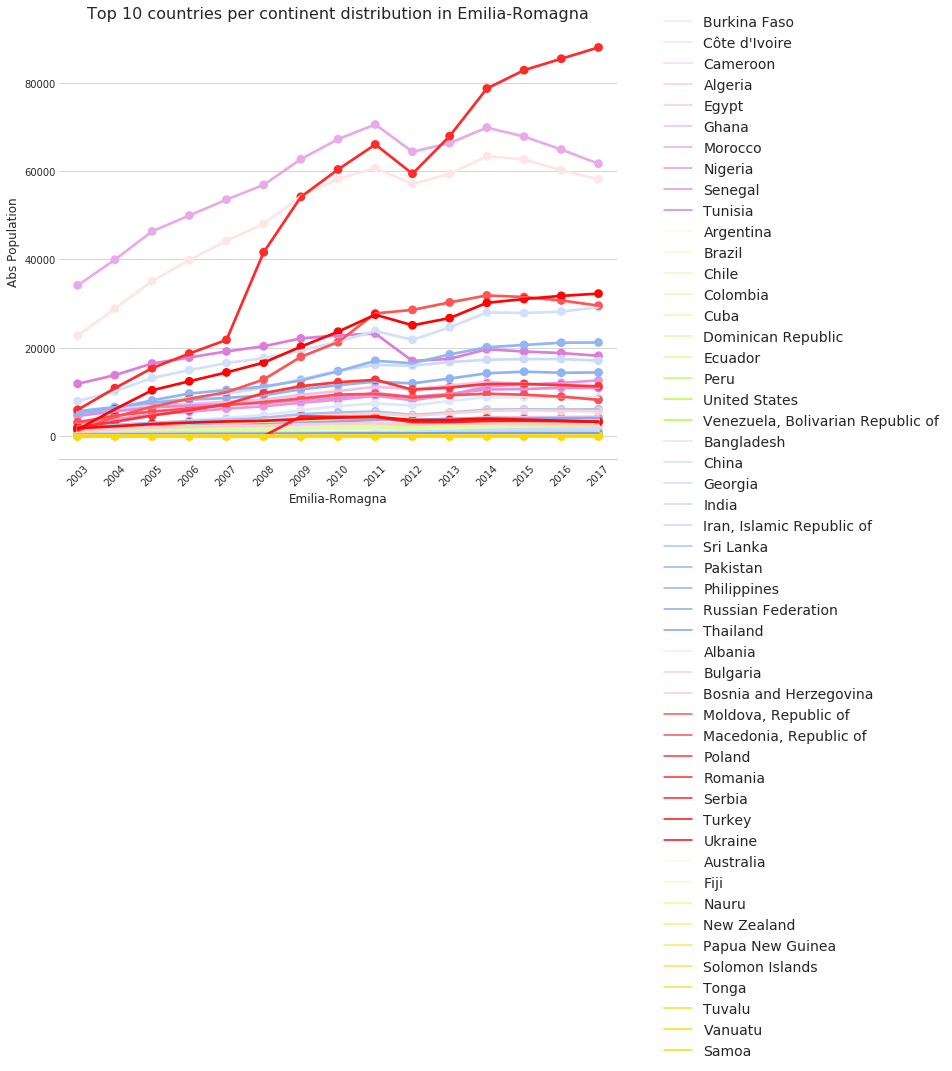 Top 10 countries per continent distribution in Emilia-Romagna
Abs Population
80000
60000
40000
20000
0
2003
2004
2005
2006
2007
2008
2009
2010
2011
2012
2013
2014
2015
2016
2017
Emilia-Romagna
Burkina Faso
Côte d'Ivoire
Cameroon
Algeria
Egypt
Ghana
Morocco
Nigeria
Senegal
Tunisia
Argentina
Brazil
Chile
Colombia
Cuba
Dominican Republic
Ecuador
Peru
United States
Venezuela, Bolivarian Republic of
Bangladesh
China
Georgia
India
Iran, Islamic Republic of
Sri Lanka
Pakistan
Philippines
Russian Federation
Thailand
Albania
Bulgaria
Bosnia and Herzegovina
Moldova, Republic of
Macedonia, Republic of
Poland
Romania
Serbia
Turkey
Ukraine
Australia
Fiji
Nauru
New Zealand
Papua New Guinea
Solomon Islands
Tonga
Tuvalu
Vanuatu
Samoa